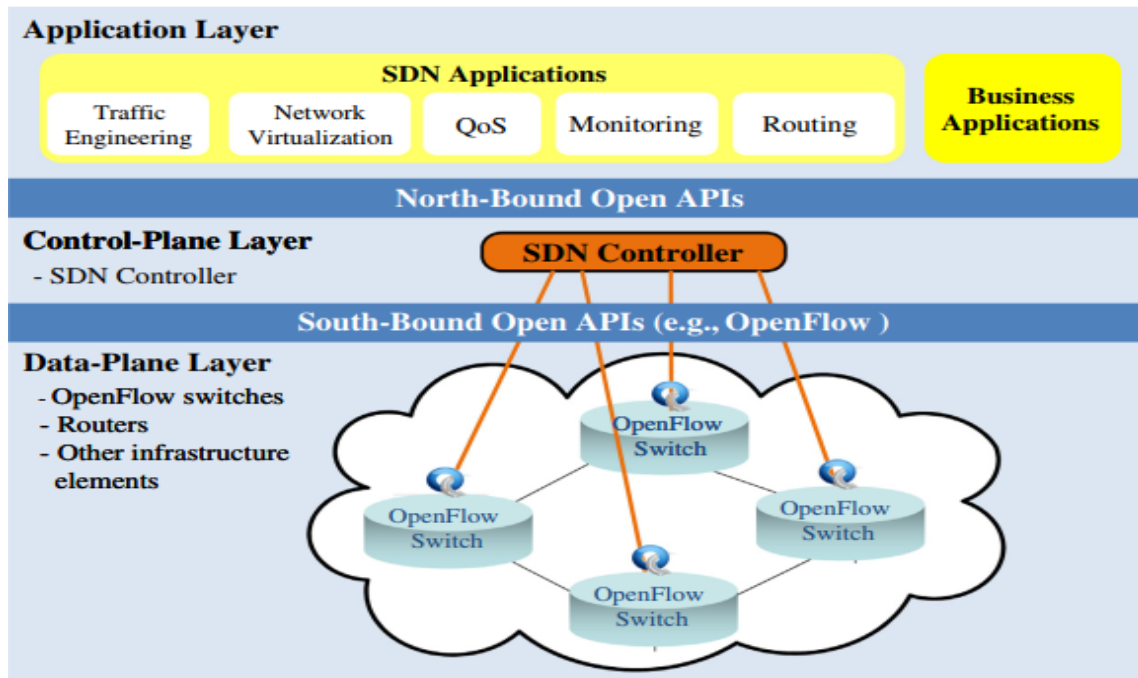 Application Layer
SDN Applications
Traffic
Engineering
Network
Virtualization
QoS
Monitoring
Routing
Business
Applications
North-Bound Open APIs
Control-Plane Layer
- SDN Controller
SDN Controller
South-Bound Open APIs (e.g., OpenFlow )
Data-Plane Layer
- OpenFlow switches
- Routers
- Other infrastructure
elements
OpenFlow
Switch
OpenFlow
Switch
OpenFlow
Switch
OpenFlow
Switch